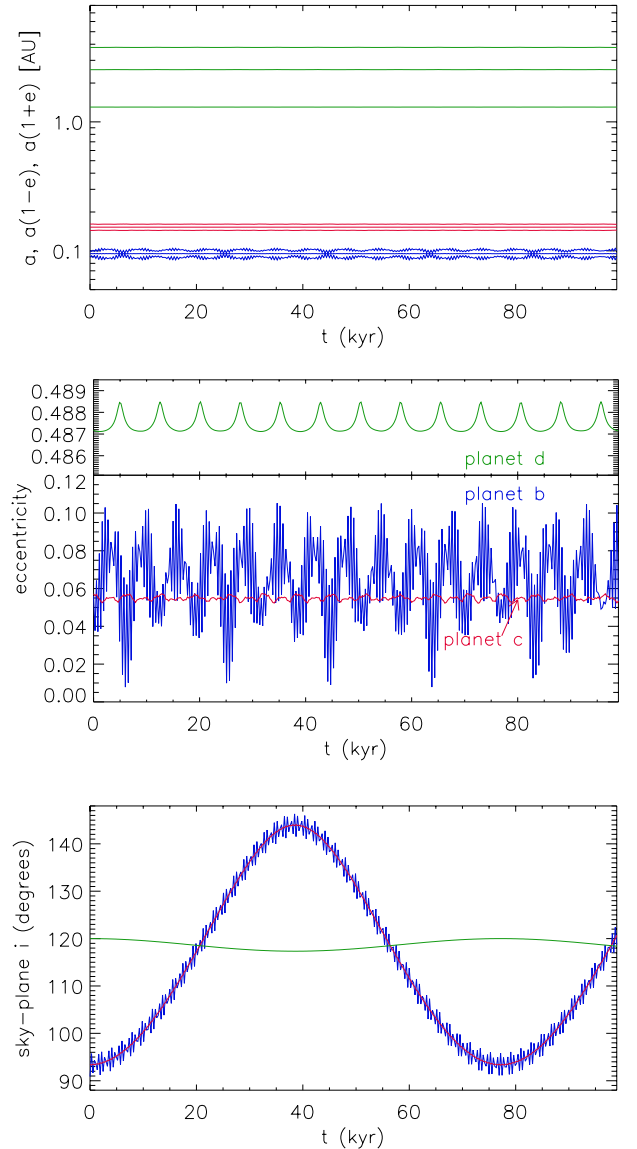 a, a(1−e), a(1+e) [AU]
1.0
0.1
0 20 40 60 80
t (kyr)
eccentricity
0.489
0.488
0.487
0.486
planet d
0.12
0.10
0.08
0.06
0.04
0.02
0.00
planet b
planet c
0 20 40 60 80
t (kyr)
sky−plane i (degrees)
140
130
120
110
100
90
0 20 40 60 80
t (kyr)